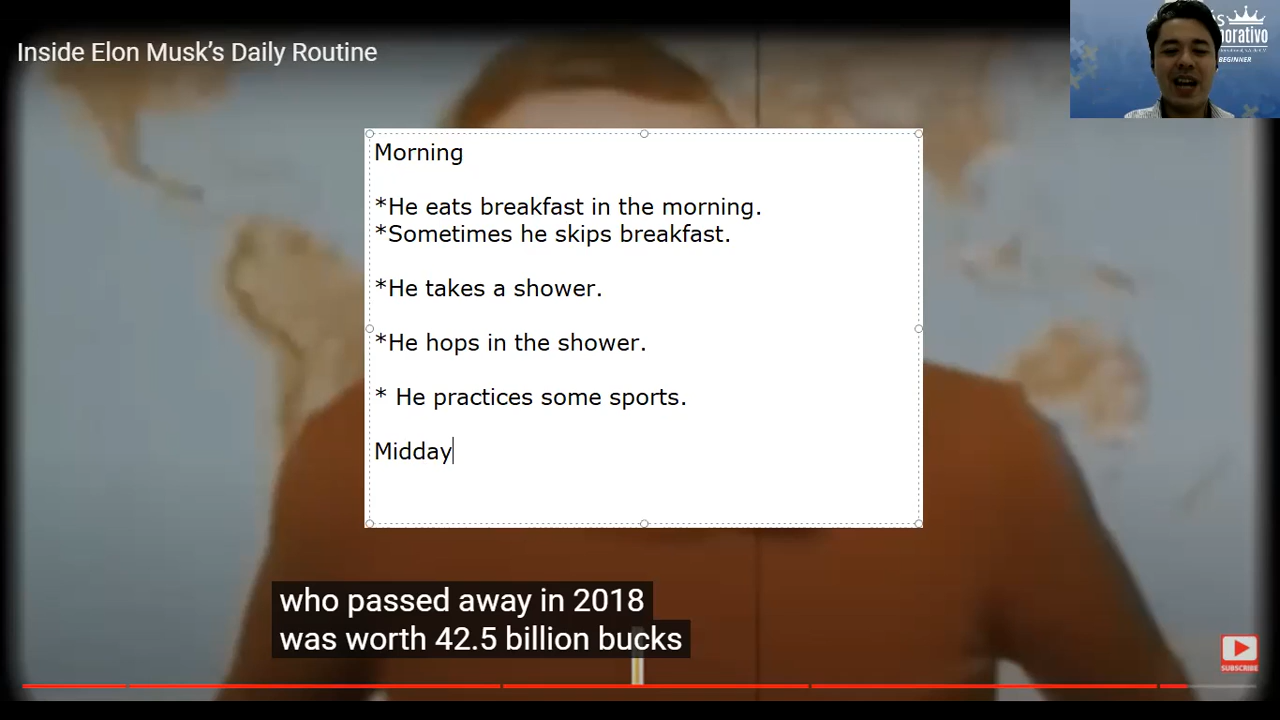 Inside Elon Musk’s Daily Routine
BEGINNER
Morning
*He eats breakfast in the morning.
*Sometimes he skips breakfast.
*He takes a shower.
*He hops in the shower.
* He practices some sports.
Midday
who passed away in 2018
was worth 42.5 billion bucks
SUBSCRIBE